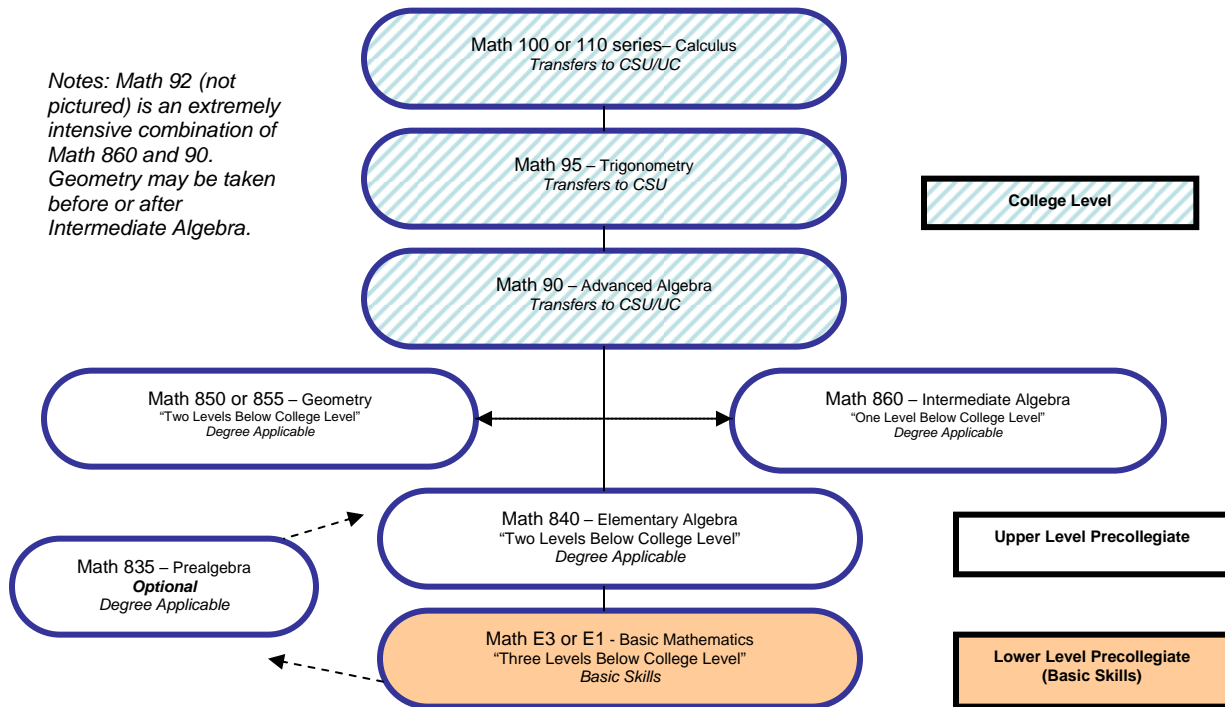 Math 100 or 110 series– Calculus
Transfers to CSU/UC
Notes: Math 92 (not
pictured) is an extremely
intensive combination of
Math 860 and 90.
Geometry may be taken
before or after
Intermediate Algebra.
Math 95 – Trigonometry
Transfers to CSU
College Level
Math 90 – Advanced Algebra
Transfers to CSU/UC
Math 850 or 855 – Geometry
“Two Levels Below College Level”
Degree Applicable
Math 860 – Intermediate Algebra
“One Level Below College Level”
Degree Applicable
Math 840 – Elementary Algebra
“Two Levels Below College Level”
Degree Applicable
Upper Level Precollegiate
Math 835 – Prealgebra
Optional
Degree Applicable
Math E3 or E1 - Basic Mathematics
“Three Levels Below College Level”
Basic Skills
Lower Level Precollegiate
(Basic Skills)